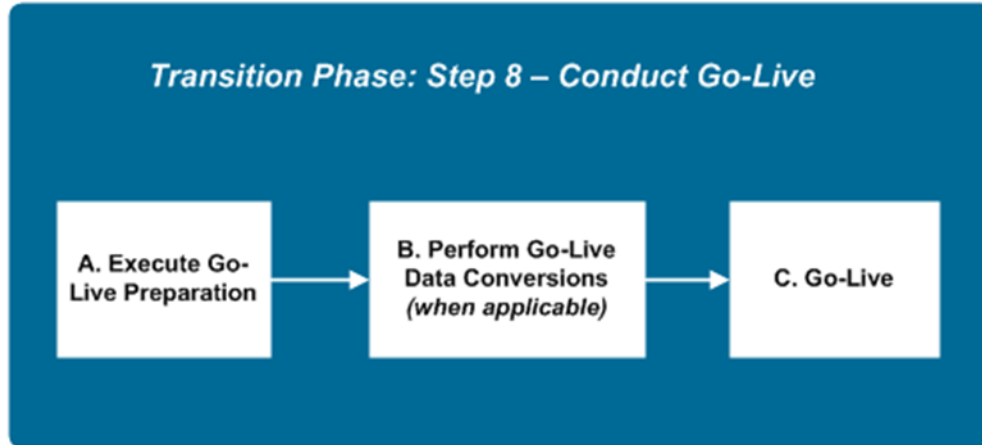 Transition Phase: Step 8 – Conduct Go-Live
A. Execute Go-
Live Preparation
B. Perform Go-Live
Data Conversions
(when applicable)
C. Go-Live